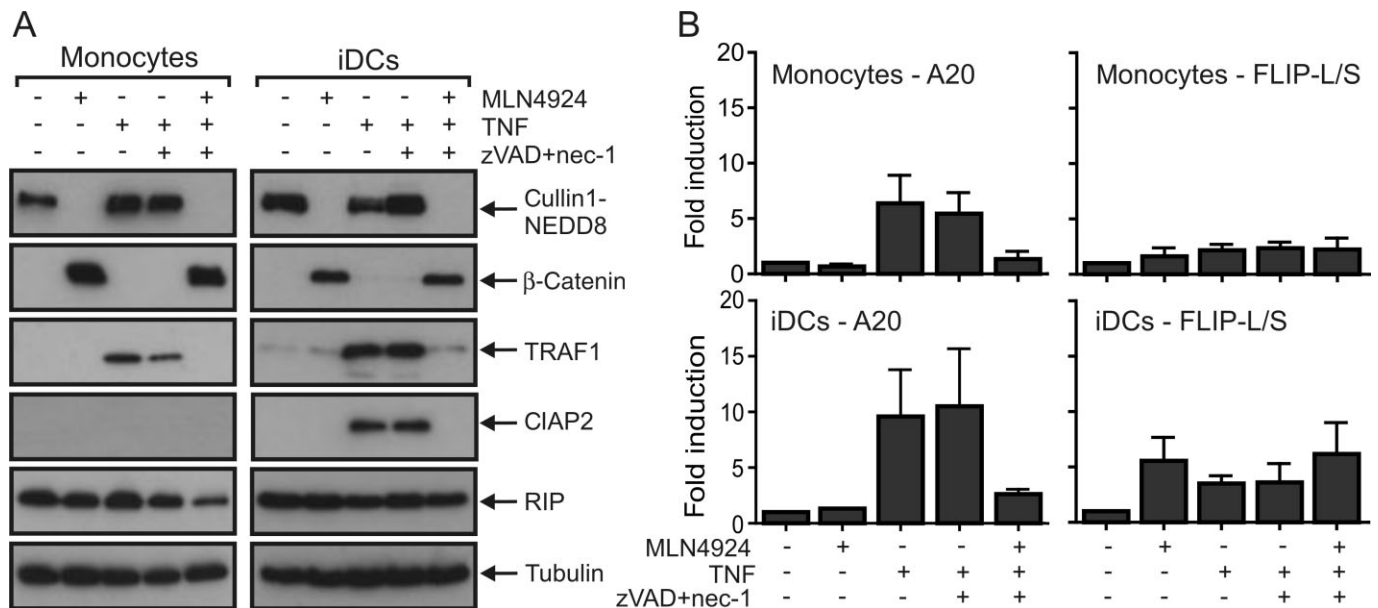 A
Monocytes
iDCs
- + - - + - + - - + MLN4924
- - + + + - - + + + TNF
- - - + + - - - + + zVAD+nec-1
Cullin1-
NEDD8
β-Catenin
TRAF1
CIAP2
RIP
Tubulin
B
20
15
10
5
0
Fold induction
Monocytes - A20
Monocytes - FLIP-L/S
20
15
10
5
0
Fold induction
iDCs - A20
iDCs - FLIP-L/S
MLN4924 - + - - + - + - - +
TNF - - + + + - - + + +
zVAD+nec-1 - - - + + - - - + +